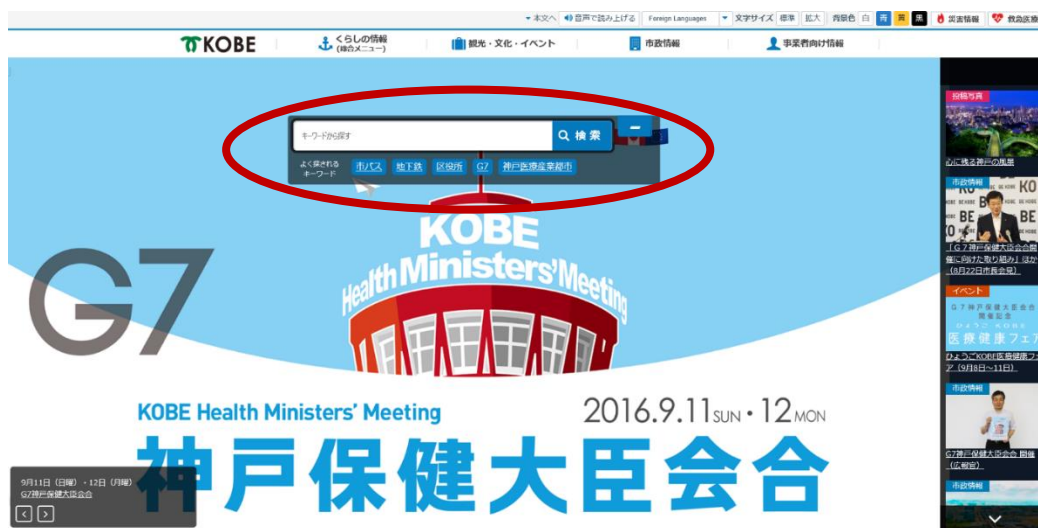 本文へ 音声で読み上げる Foreign Languages 文字サイズ 標準 拡大 背景色 白 青 黄 黒 災害情報 救急医療
KOBE
くらしの情報
(総合メニュー)
観光・文化・イベント
市政情報
事業者向け情報
キーワードから探す
検索
よく探される
キーワード
市バス 地下鉄 区役所 G7 神戸医療産業都市
G7
KOBE
Health Ministers' Meeting
KOBE Health Ministers' Meeting
2016.9.11 SUN・12 MON
神戸保健大臣会合
9月11日（日曜）・12日（月曜）
G7神戸保健大臣会合
投稿写真
心に残る神戸の風景
市政情報
BE KOBE
「G7神戸保健大臣会合開
催に向けた取り組み」ほか
（8月22日市長会見）
イベント
G7神戸保健大臣会合
開催記念
ひょうご KOBE
医療健康フェア
ひょうごKOBE医療健康フェ
ア（9月8日～11日）
市政情報
G7神戸保健大臣会合 開催
（広報官）
市政情報